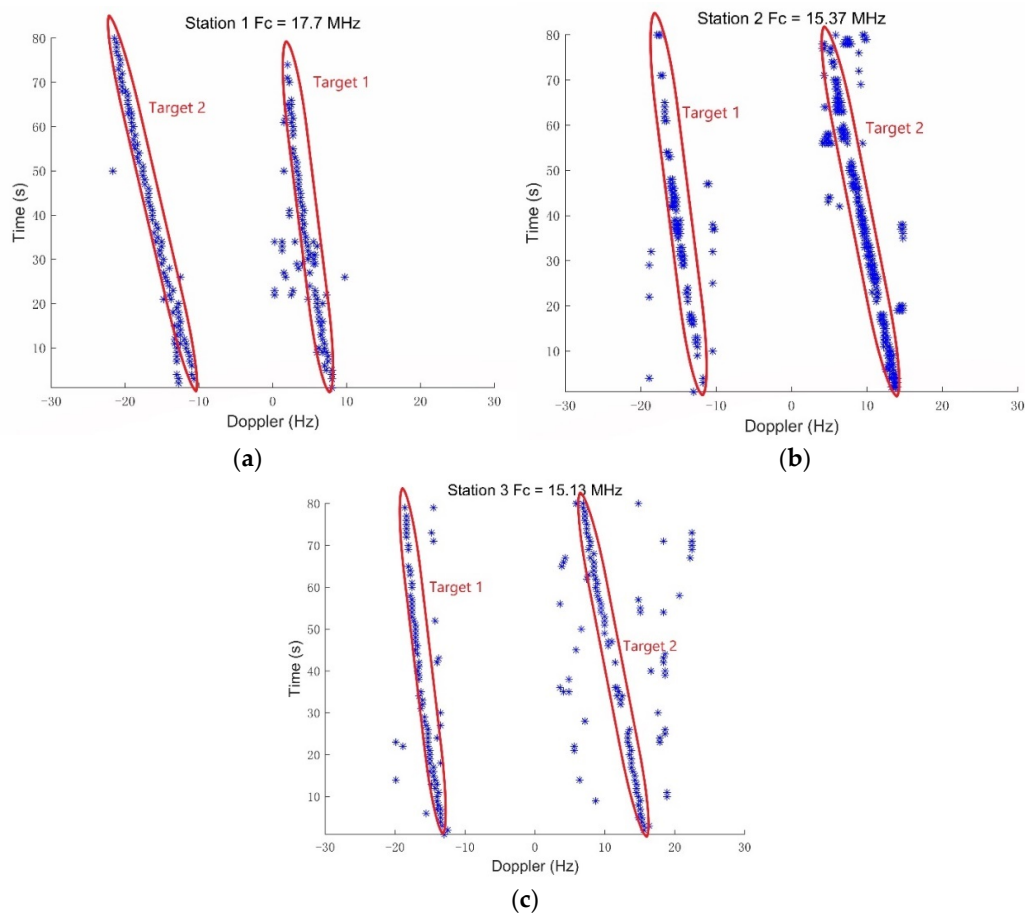 Station 1 Fc = 17.7 MHz
80
70
60
50
40
30
20
10
Time (s)
Target 2
Target 1
-30 -20 -10 0 10 20 30
Doppler (Hz)
(a)
Station 2 Fc = 15.37 MHz
80
70
60
50
40
30
20
10
Time (s)
Target 1
Target 2
-30 -20 -10 0 10 20 30
Doppler (Hz)
(b)
Station 3 Fc = 15.13 MHz
80
70
60
50
40
30
20
10
Time (s)
Target 1
Target 2
-30 -20 -10 0 10 20 30
Doppler (Hz)
(c)